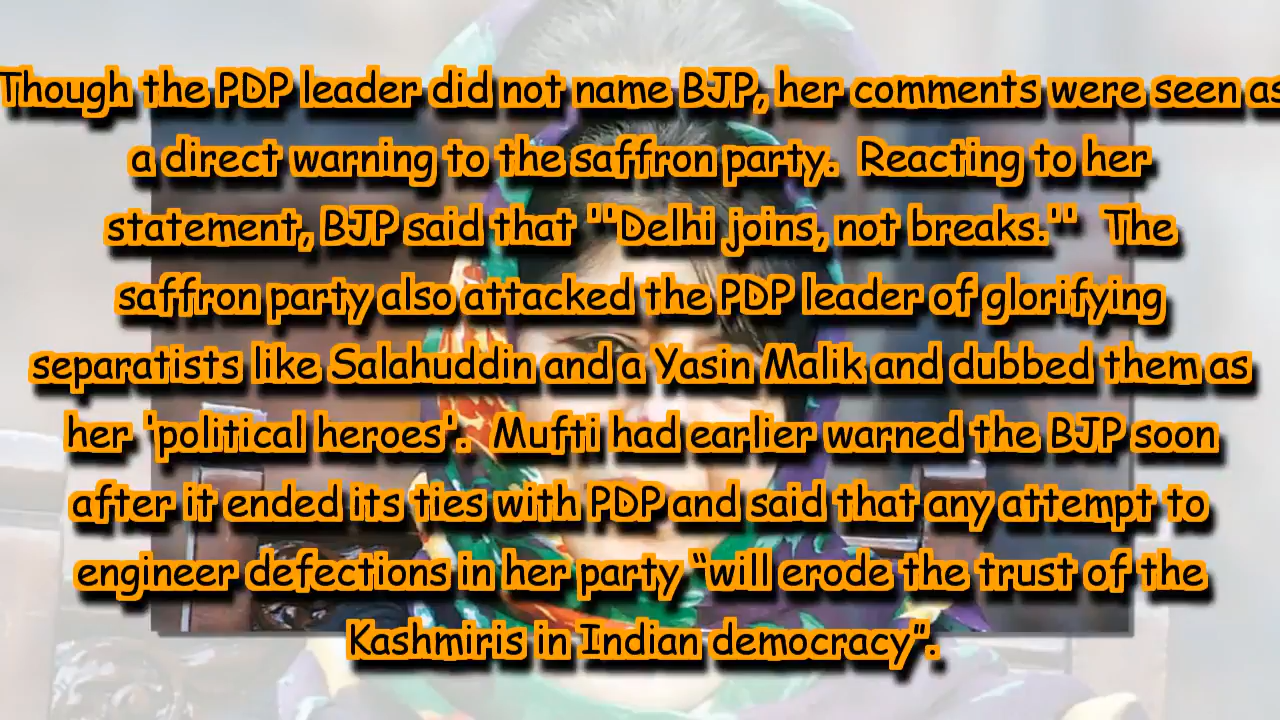 Though the PDP leader did not name BJP, her comments were seen as
a direct warning to the saffron party.  Reacting to her
statement, BJP said that ''Delhi joins, not breaks.''  The
saffron party also attacked the PDP leader of glorifying
separatists like Salahuddin and a Yasin Malik and dubbed them as
her 'political heroes'.  Mufti had earlier warned the BJP soon
after it ended its ties with PDP and said that any attempt to
engineer defections in her party “will erode the trust of the
Kashmiris in Indian democracy”.